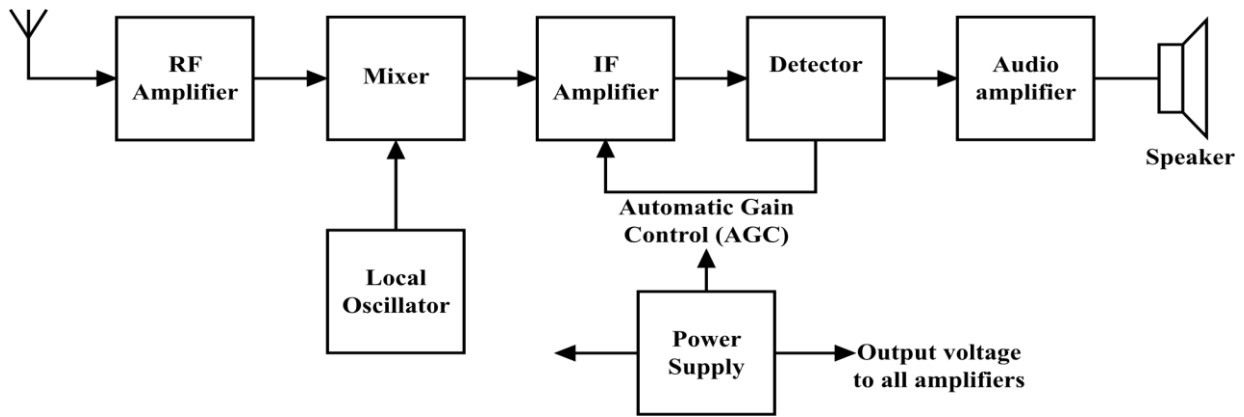 RF
Amplifier
Mixer
IF
Amplifier
Detector
Audio
amplifier
Speaker
Automatic Gain
Control (AGC)
Local
Oscillator
Power
Supply
Output voltage
to all amplifiers